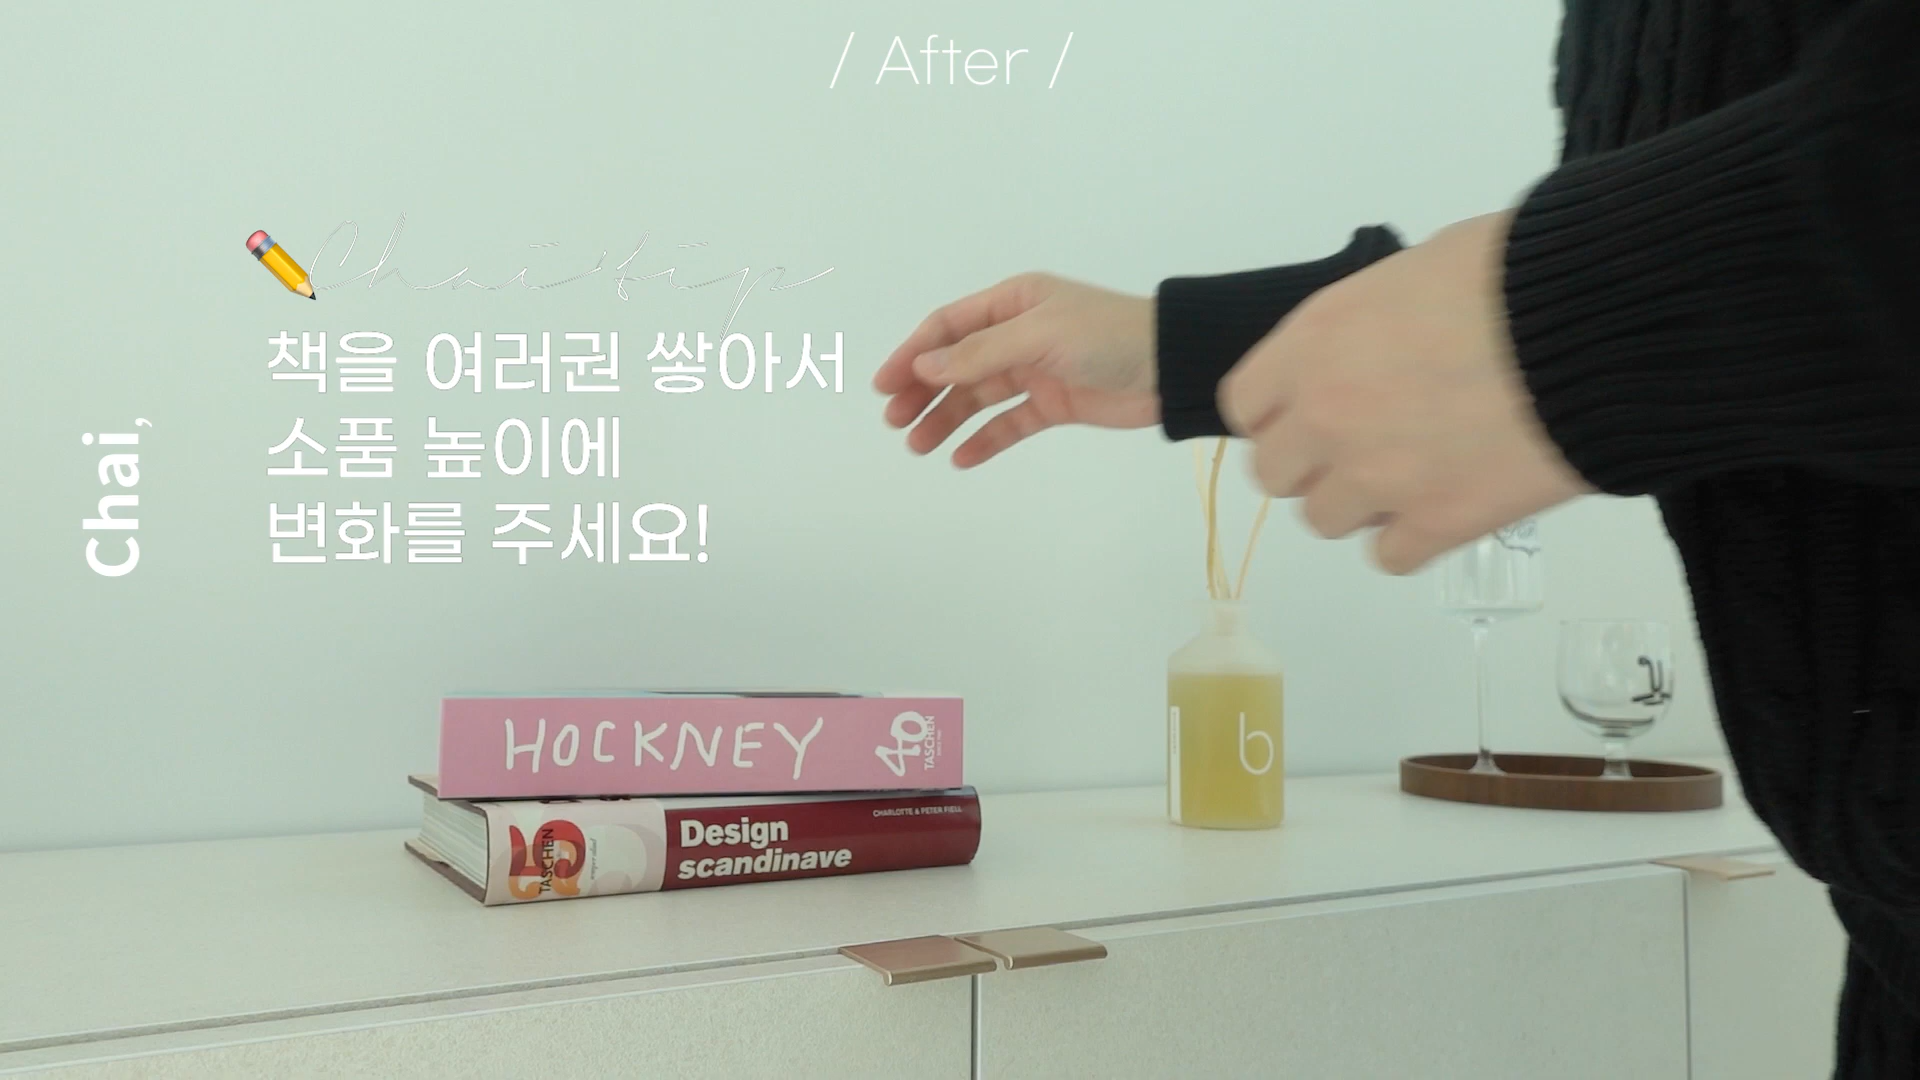 / After /
Chai tip
책을 여러권 쌓아서
소품 높이에
변화를 주세요!
Chai,
HOCKNEY
40
TASCHEN
CHARLOTTE & PETER FIELL
Design
scandinave
25
TASCHEN
b